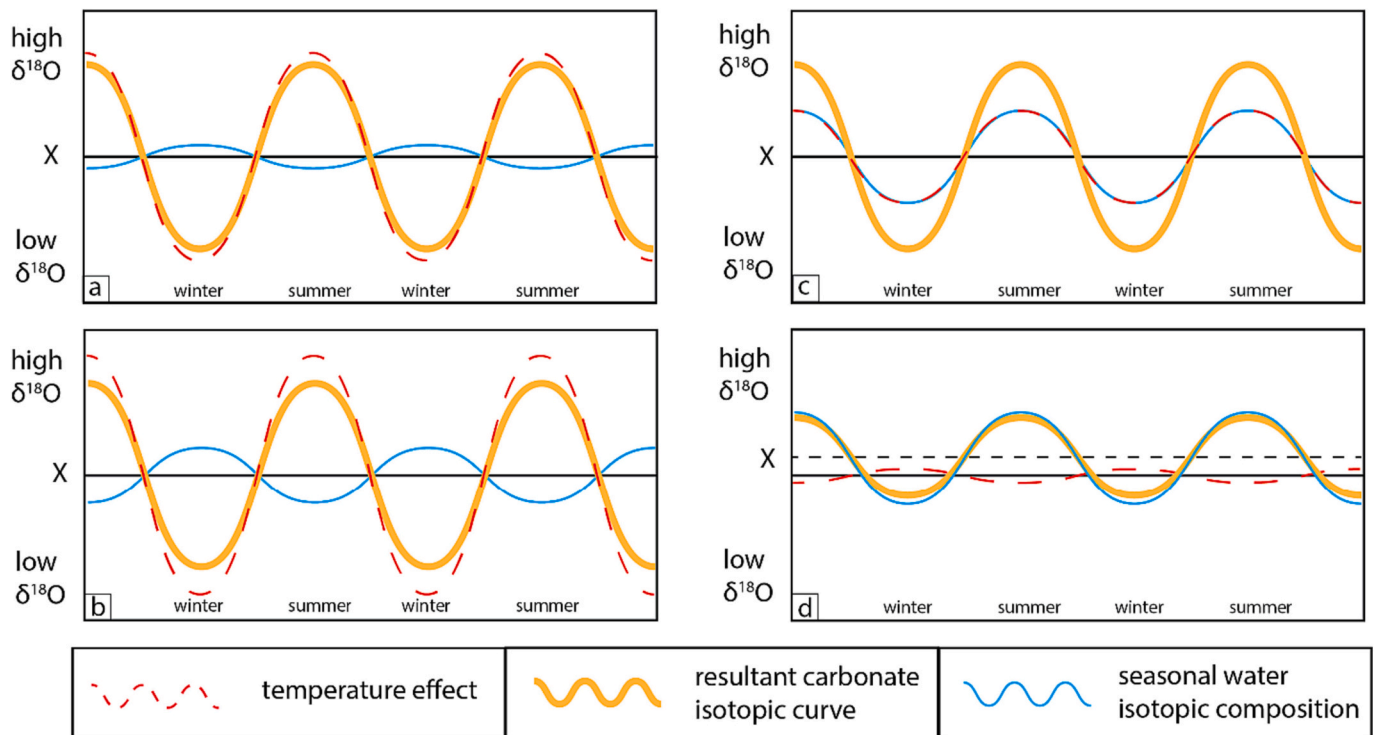 high
δ¹⁸O
X
low
δ¹⁸O
a
winter
summer
winter
summer
high
δ¹⁸O
X
low
δ¹⁸O
c
winter
summer
winter
summer
high
δ¹⁸O
X
low
δ¹⁸O
b
winter
summer
winter
summer
high
δ¹⁸O
X
low
δ¹⁸O
d
winter
summer
winter
summer
temperature effect
resultant carbonate
isotopic curve
seasonal water
isotopic composition